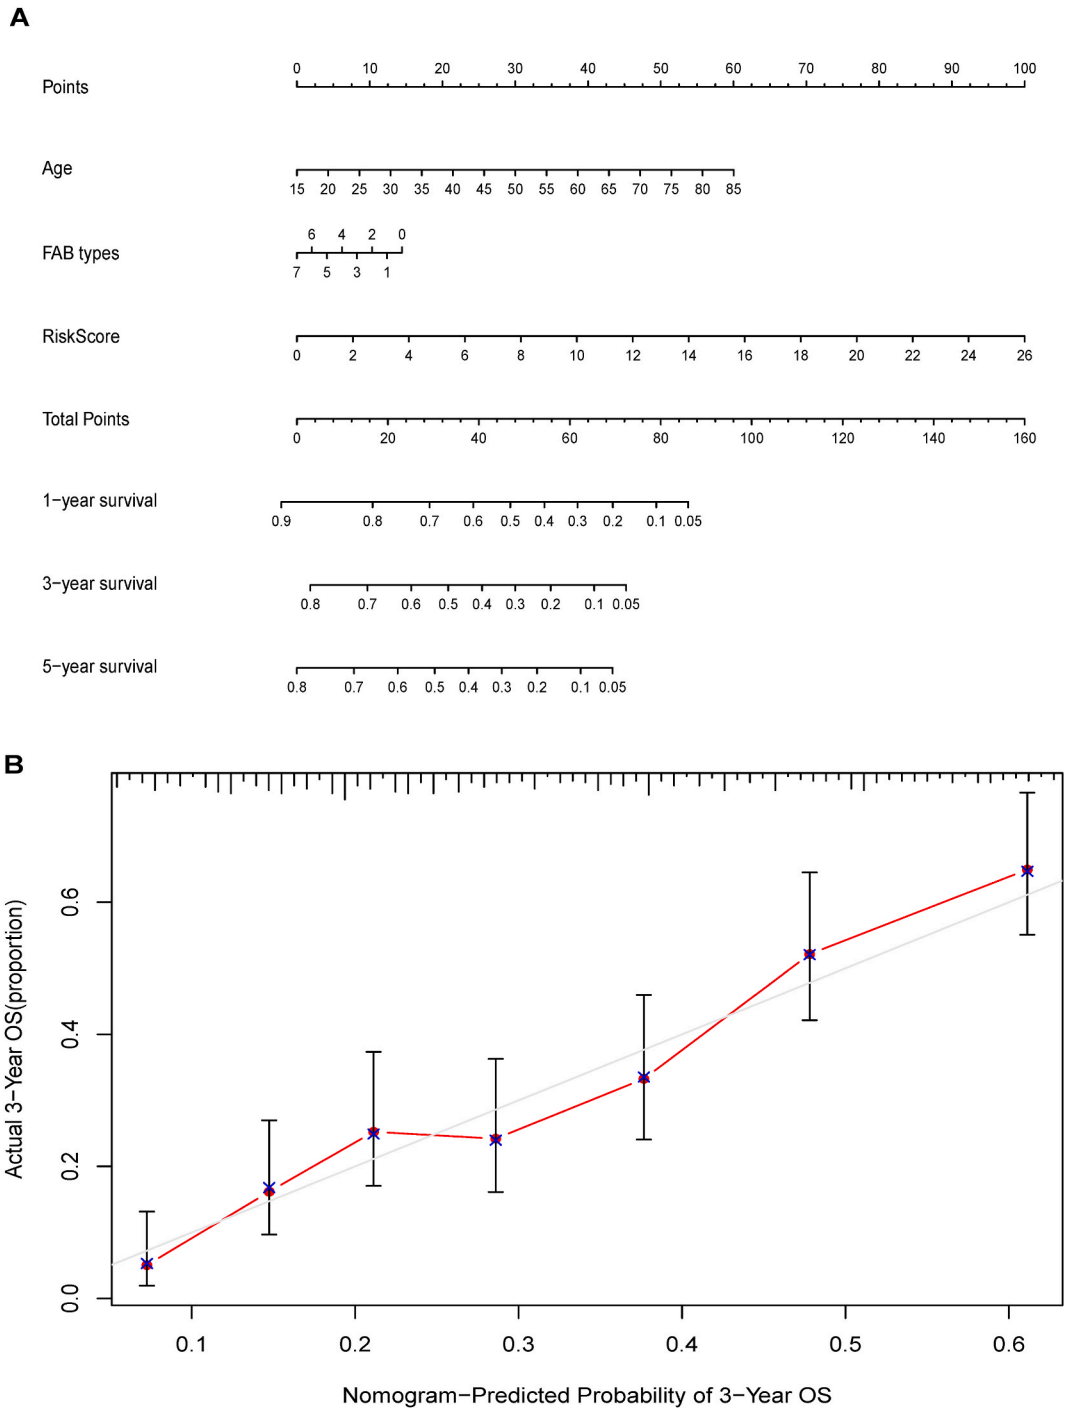 A
Points
0 10 20 30 40 50 60 70 80 90 100
Age
15 20 25 30 35 40 45 50 55 60 65 70 75 80 85
6 4 2 0
FAB types
7 5 3 1
RiskScore
0 2 4 6 8 10 12 14 16 18 20 22 24 26
Total Points
0 20 40 60 80 100 120 140 160
1−year survival
0.9 0.8 0.7 0.6 0.5 0.4 0.3 0.2 0.1 0.05
3−year survival
0.8 0.7 0.6 0.5 0.4 0.3 0.2 0.1 0.05
5−year survival
0.8 0.7 0.6 0.5 0.4 0.3 0.2 0.1 0.05
B
Actual 3−Year OS(proportion)
0.6
0.4
0.2
0.0
0.1 0.2 0.3 0.4 0.5 0.6
Nomogram−Predicted Probability of 3−Year OS